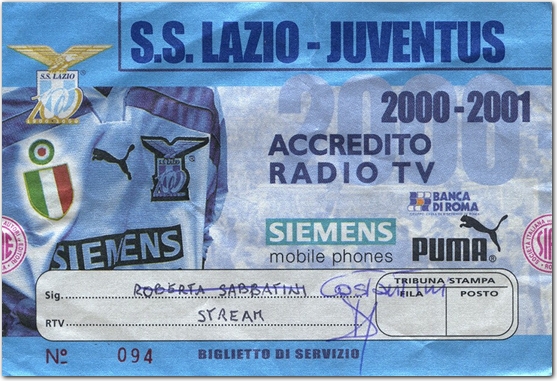 S.S. LAZIO - JUVENTUS
S.S. LAZIO
2000-2001
ACCREDITO
RADIO TV
BANCA
DI ROMA
SIEMENS
mobile phones
PUMA
SIEMENS
TRIBUNA STAMPA
FILA POSTO
Sig. ROBERTA SABBATINI
RTV STREAM
Nº 094 BIGLIETTO DI SERVIZIO